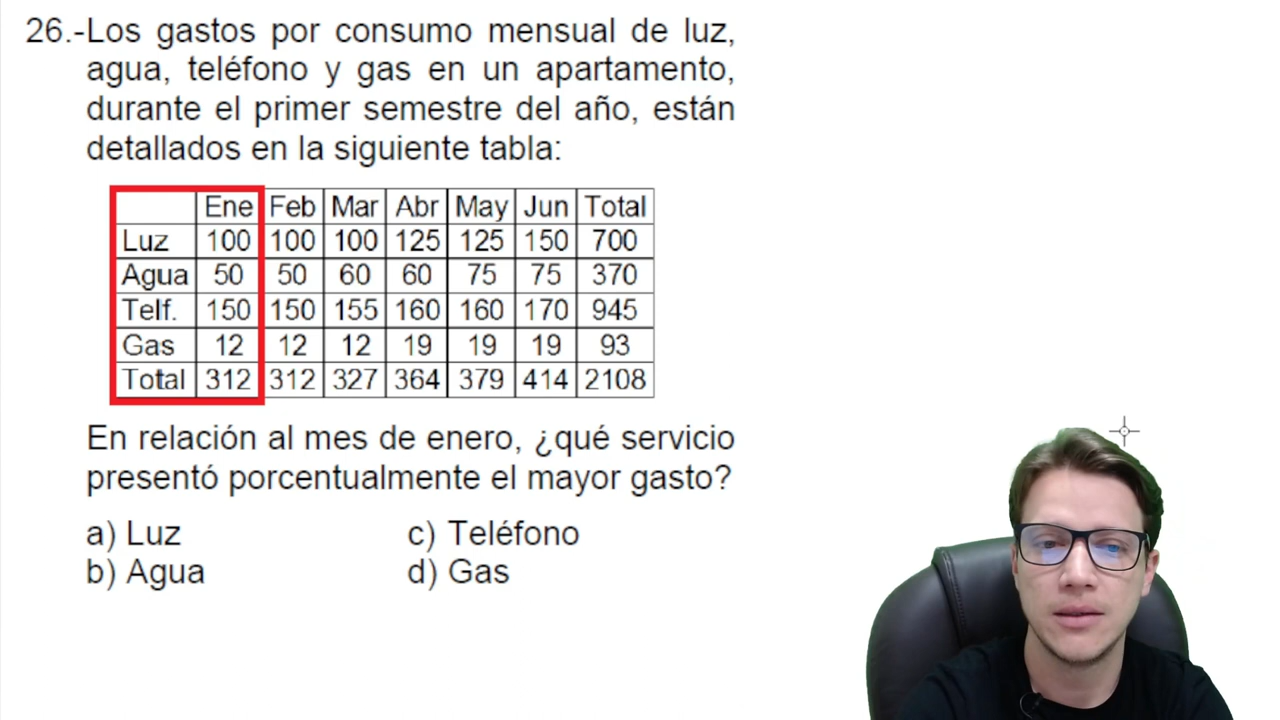 26.-Los gastos por consumo mensual de luz,
agua, teléfono y gas en un apartamento,
durante el primer semestre del año, están
detallados en la siguiente tabla:
Ene Feb Mar Abr May Jun Total
Luz 100 100 100 125 125 150 700
Agua 50 50 60 60 75 75 370
Telf. 150 150 155 160 160 170 945
Gas 12 12 12 19 19 19 93
Total 312 312 327 364 379 414 2108
En relación al mes de enero, ¿qué servicio
presentó porcentualmente el mayor gasto?
a) Luz c) Teléfono
b) Agua d) Gas